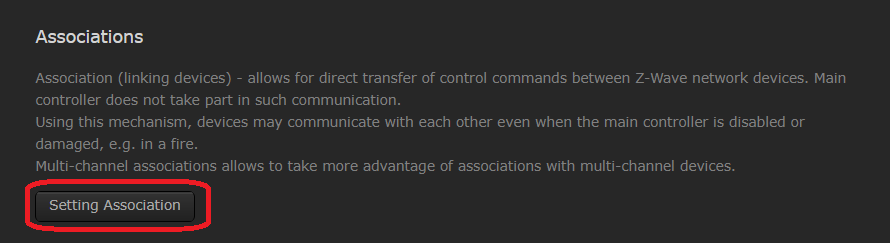 Associations
Association (linking devices) - allows for direct transfer of control commands between Z-Wave network devices. Main
controller does not take part in such communication.
Using this mechanism, devices may communicate with each other even when the main controller is disabled or
damaged, e.g. in a fire.
Multi-channel associations allows to take more advantage of associations with multi-channel devices.
Setting Association